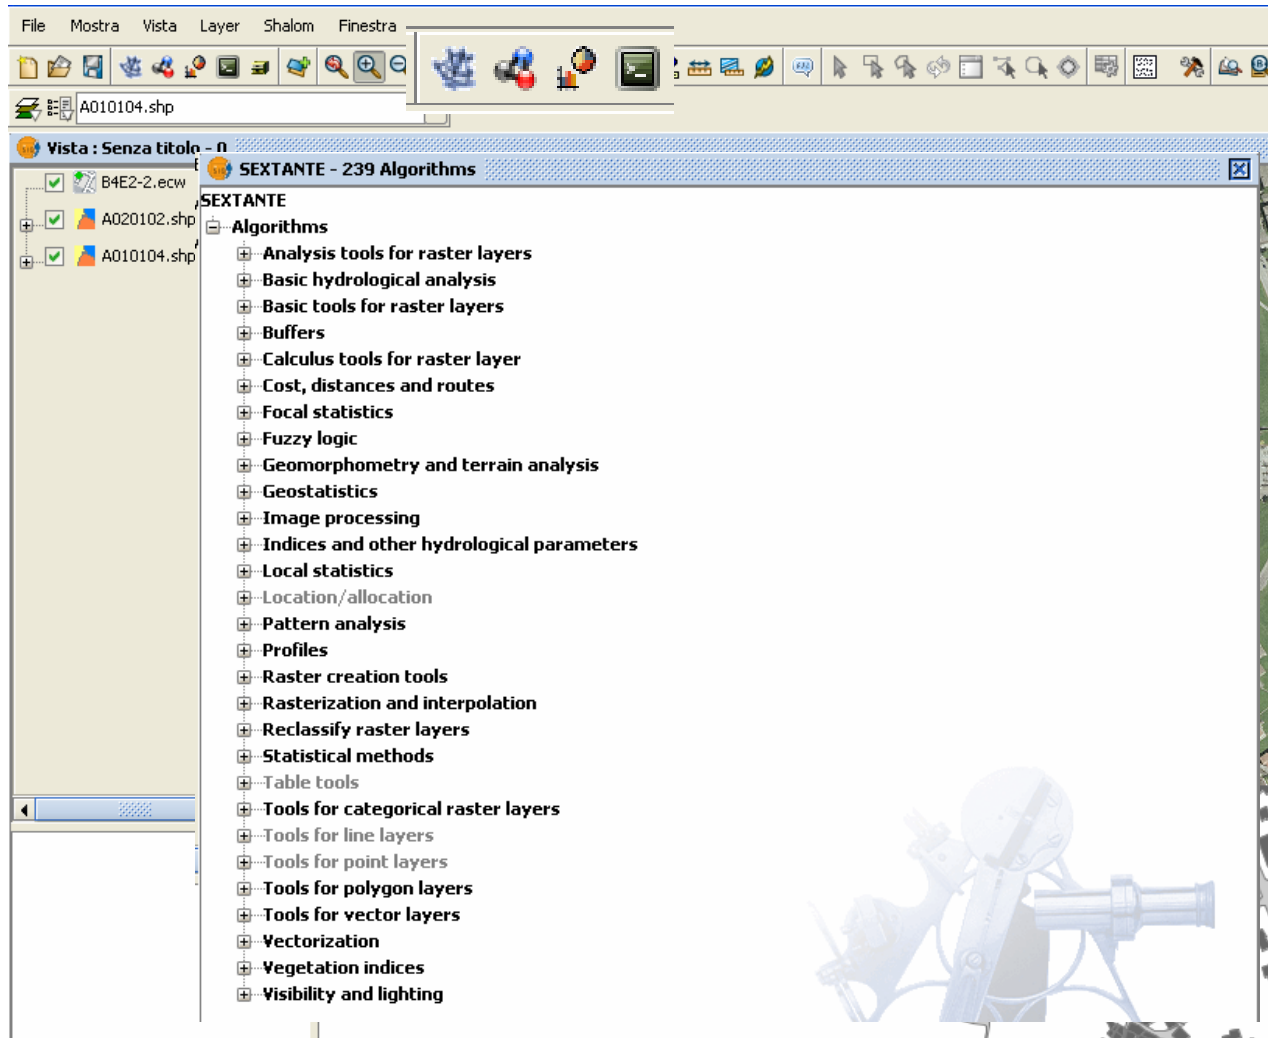 File Mostra Vista Layer Shalom Finestra
A010104.shp
Vista : Senza titolo - 0
B4E2-2.ecw
A020102.shp
A010104.shp
SEXTANTE - 239 Algorithms
SEXTANTE
Algorithms
Analysis tools for raster layers
Basic hydrological analysis
Basic tools for raster layers
Buffers
Calculus tools for raster layer
Cost, distances and routes
Focal statistics
Fuzzy logic
Geomorphometry and terrain analysis
Geostatistics
Image processing
Indices and other hydrological parameters
Local statistics
Location/allocation
Pattern analysis
Profiles
Raster creation tools
Rasterization and interpolation
Reclassify raster layers
Statistical methods
Table tools
Tools for categorical raster layers
Tools for line layers
Tools for point layers
Tools for polygon layers
Tools for vector layers
Vectorization
Vegetation indices
Visibility and lighting